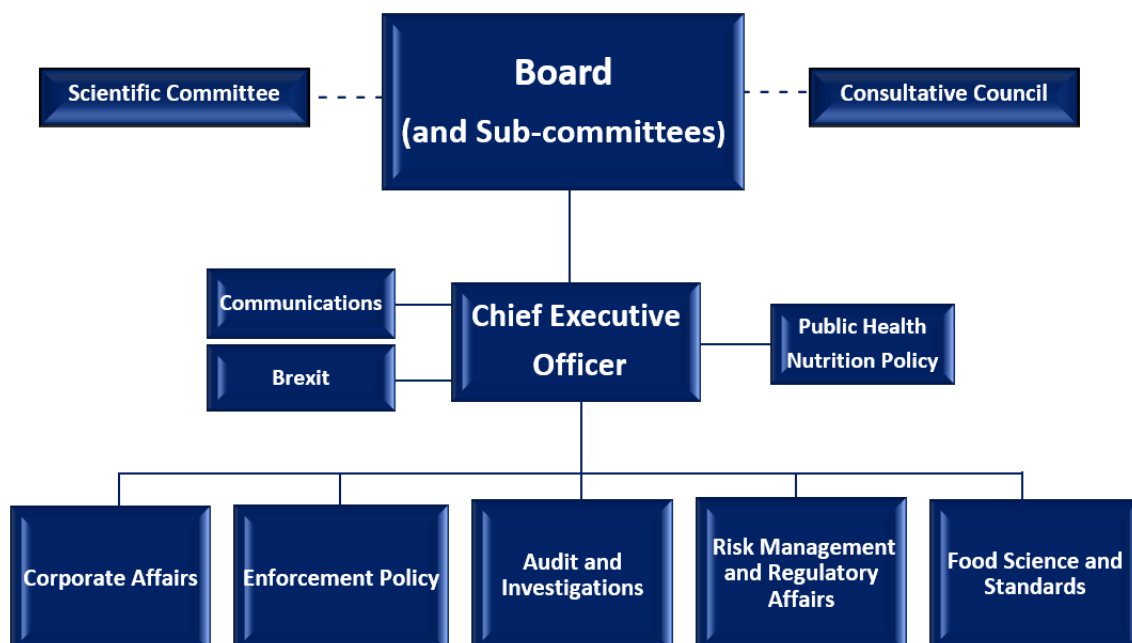 Board
(and Sub-committees)
Scientific Committee
Consultative Council
Communications
Brexit
Chief Executive
Officer
Public Health
Nutrition Policy
Corporate Affairs
Enforcement Policy
Audit and
Investigations
Risk Management
and Regulatory
Affairs
Food Science and
Standards